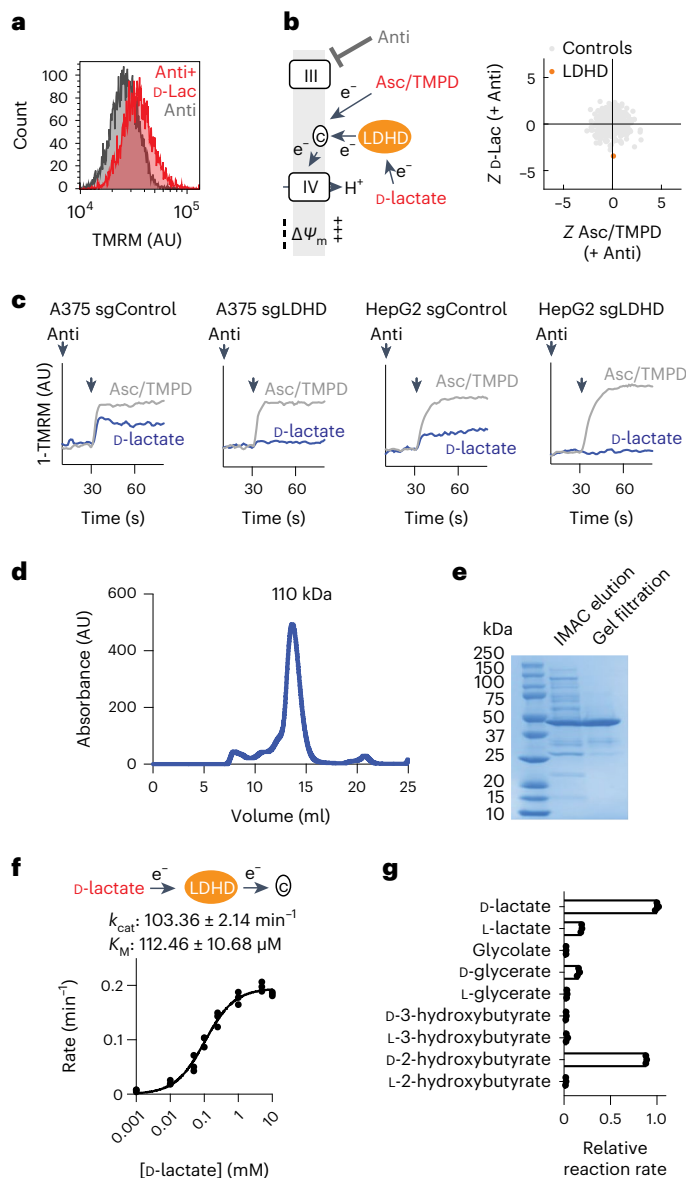 a
Count
100
80
60
40
20
0
Anti+
D-Lac
Anti
10⁴
10⁵
TMRM (AU)
b
Anti
III
Asc/TMPD
e⁻
C
LDHD
e⁻
e⁻
e⁻
IV
H⁺
D-lactate
ΔΨm
Controls
LDHD
Z D-Lac (+ Anti)
5
0
−5
−5
0
5
Z Asc/TMPD
(+ Anti)
c
A375 sgControl
A375 sgLDHD
HepG2 sgControl
HepG2 sgLDHD
Anti
Anti
Anti
Anti
1-TMRM (AU)
Asc/TMPD
Asc/TMPD
Asc/TMPD
Asc/TMPD
D-lactate
D-lactate
D-lactate
D-lactate
30 60
30 60
30 60
30 60
Time (s)
Time (s)
Time (s)
Time (s)
d
Absorbance (AU)
600
400
200
0
110 kDa
0 5 10 15 20 25
Volume (ml)
e
kDa
IMAC elution
Gel filtration
250
150
100
75
50
37
25
20
15
10
f
D-lactate e⁻ LDHD e⁻ C
kcat: 103.36 ± 2.14 min⁻¹
KM: 112.46 ± 10.68 µM
Rate (min⁻¹)
0.2
0.1
0
0.001 0.01 0.1 1 10
[D-lactate] (mM)
g
D-lactate
L-lactate
Glycolate
D-glycerate
L-glycerate
D-3-hydroxybutyrate
L-3-hydroxybutyrate
D-2-hydroxybutyrate
L-2-hydroxybutyrate
0 0.5 1.0
Relative
reaction rate